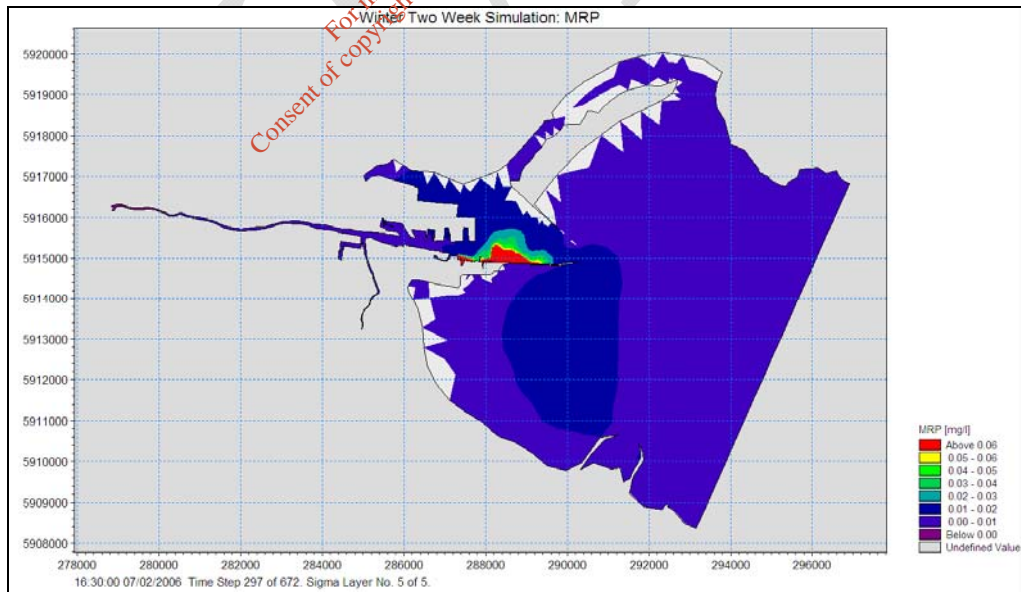 Winter Two Week Simulation: MRP
For in
Consent of copyright
5920000
5919000
5918000
5917000
5916000
5915000
5914000
5913000
5912000
5911000
5910000
5909000
5908000
278000 280000 282000 284000 286000 288000 290000 292000 294000 296000
16:30:00 07/02/2006 Time Step 297 of 672. Sigma Layer No. 5 of 5.
MRP [mg/l]
Above 0.06
0.05 - 0.06
0.04 - 0.05
0.03 - 0.04
0.02 - 0.03
0.01 - 0.02
0.00 - 0.01
Below 0.00
Undefined Value